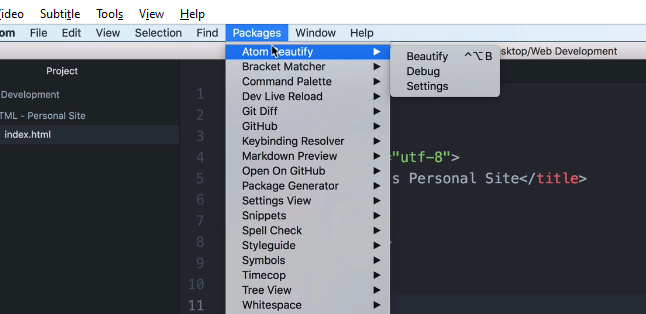 Video Subtitle Tools View Help
Atom File Edit View Selection Find Packages Window Help
Desktop/Web Development
Project
Development
HTML - Personal Site
index.html
Atom Beautify
Bracket Matcher
Command Palette
Dev Live Reload
Git Diff
GitHub
Keybinding Resolver
Markdown Preview
Open On GitHub
Package Generator
Settings View
Snippets
Spell Check
Styleguide
Symbols
Timecop
Tree View
Whitespace
Beautify ^⌥B
Debug
Settings
1
2
3
4 ="utf-8">
5 s Personal Site</title>
6
7
8 >
9
10
11